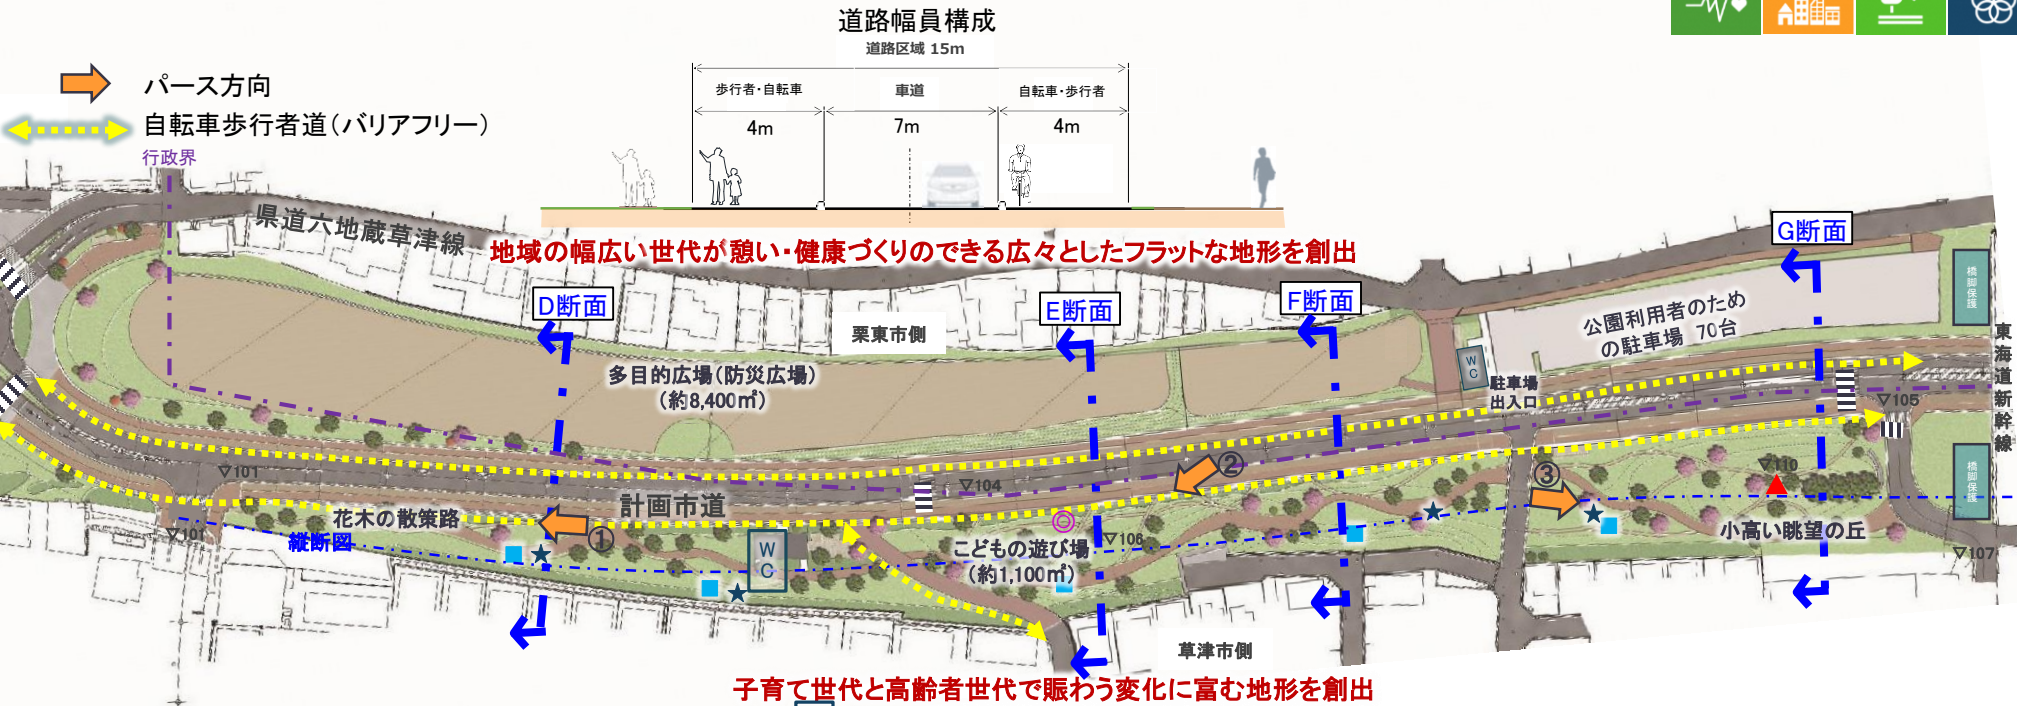 道路幅員構成
道路区域 15m
歩行者・自転車
車道
自転車・歩行者
4m
7m
4m
パース方向
自転車歩行者道（バリアフリー）
行政界
県道六地蔵草津線
地域の幅広い世代が憩い・健康づくりのできる広々としたフラットな地形を創出
D断面
E断面
F断面
G断面
栗東市側
多目的広場（防災広場）
（約8,400㎡）
公園利用者のため
の駐車場 70台
WC
駐車場
出入口
橋脚保護
東海道新幹線
橋脚保護
▽105
▽101
▽104
計画市道
②
③
▽110
花木の散策路
縦断図
▽101
①
WC
こどもの遊び場
（約1,100㎡）
▽106
小高い眺望の丘
▽107
草津市側
子育て世代と高齢者世代で賑わう変化に富む地形を創出